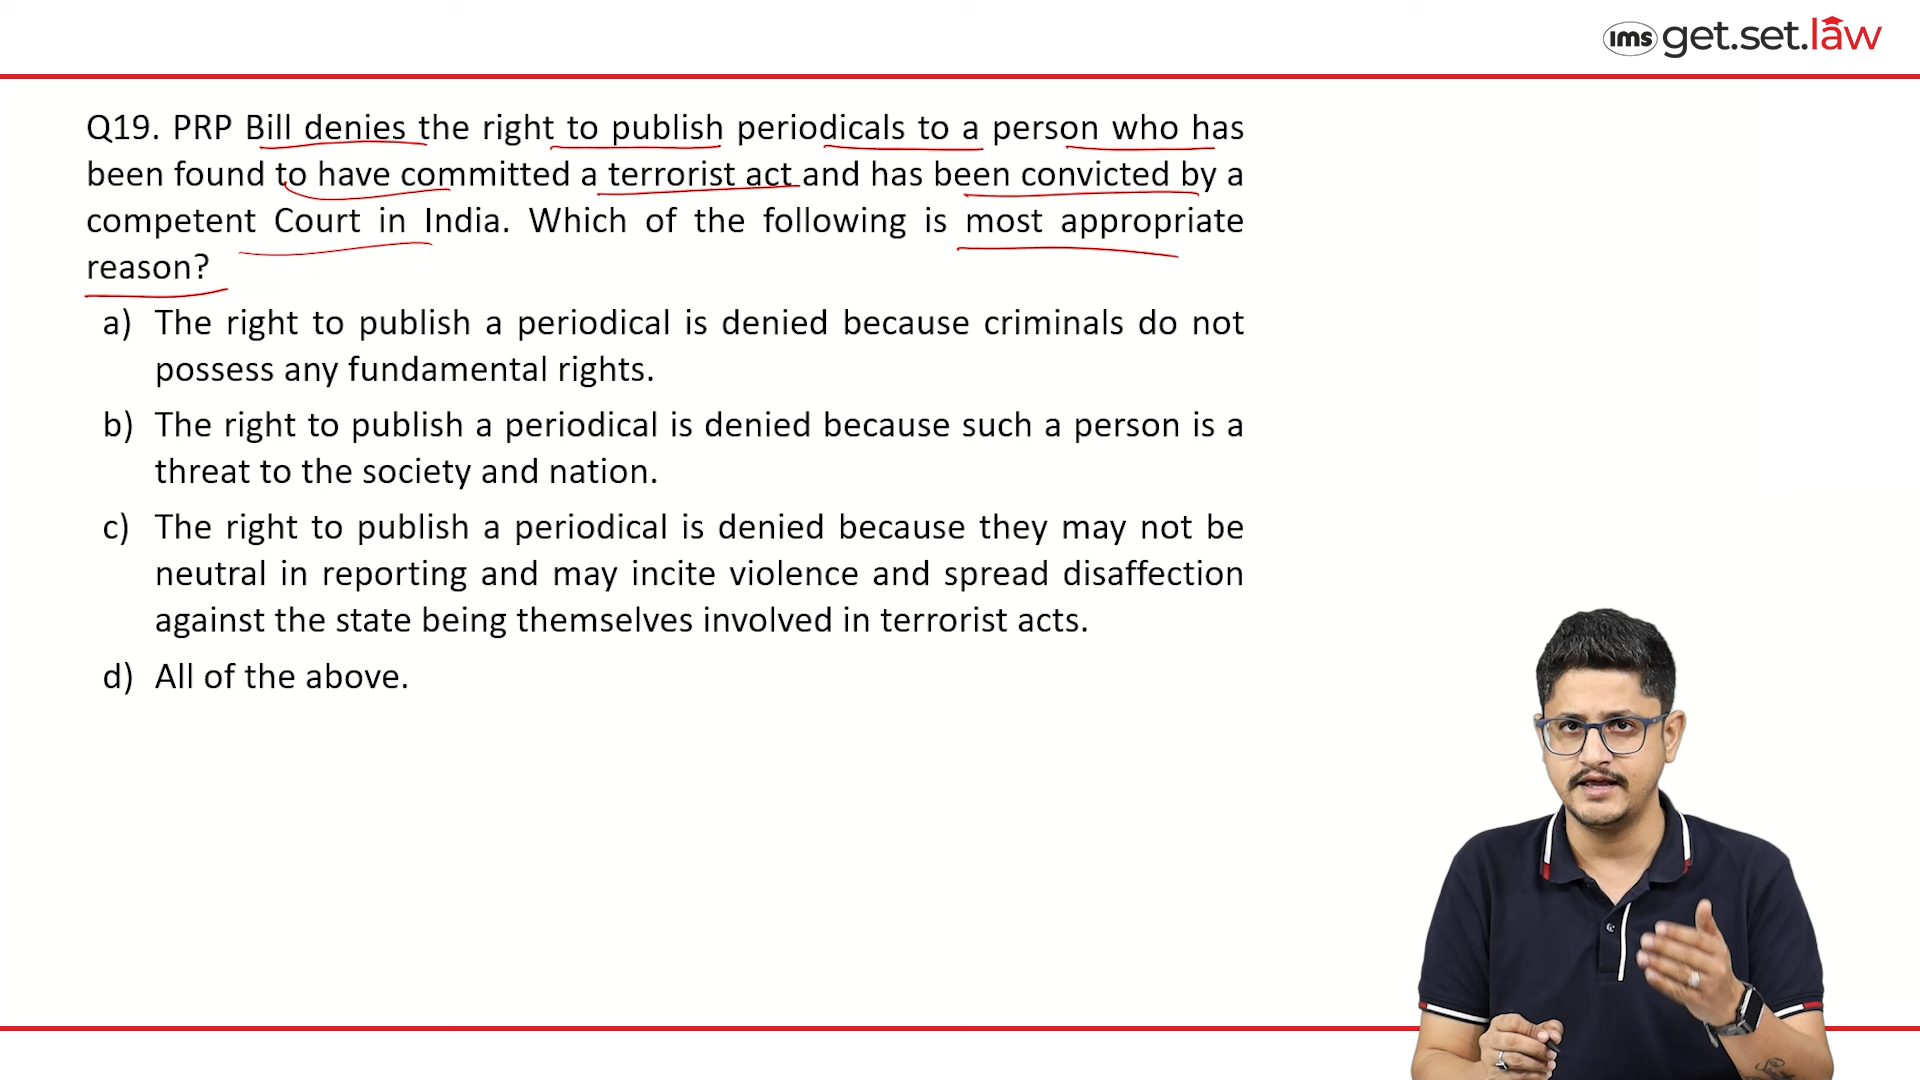 ims get.set.law
Q19. PRP Bill denies the right to publish periodicals to a person who has
been found to have committed a terrorist act and has been convicted by a
competent Court in India. Which of the following is most appropriate
reason?
a) The right to publish a periodical is denied because criminals do not
possess any fundamental rights.
b) The right to publish a periodical is denied because such a person is a
threat to the society and nation.
c) The right to publish a periodical is denied because they may not be
neutral in reporting and may incite violence and spread disaffection
against the state being themselves involved in terrorist acts.
d) All of the above.